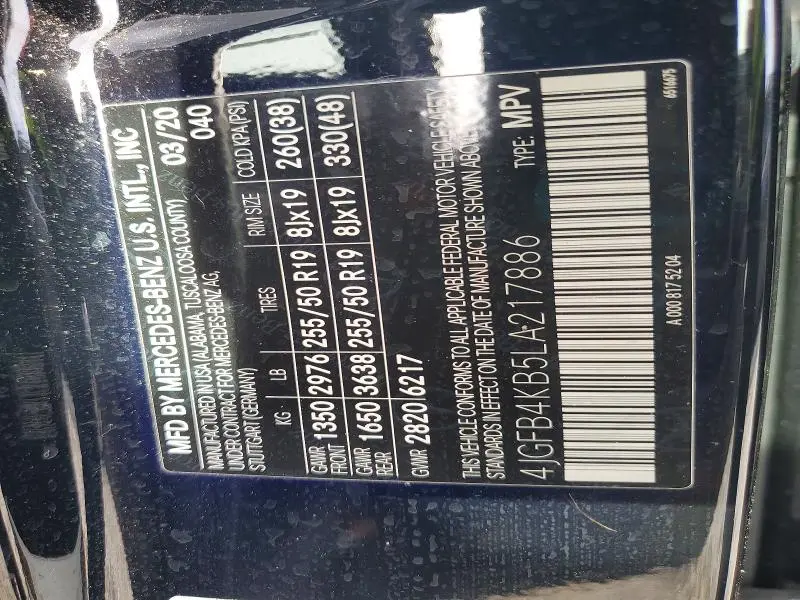 MFD BY MERCEDES-BENZ U.S. INTL., INC 03/20
MANUFACTURED IN USA (ALABAMA, TUSCALOOSA COUNTY), 040
UNDER CONTRACT FOR MERCEDES-BENZ AG,
STUTTGART (GERMANY)
KG LB TIRES RIM SIZE COLD KPA(PSI)
GAWR FRONT 1350 2976 255/50 R19 8Jx19 260(38)
GAWR REAR 1650 3638 255/50 R19 8Jx19 330(48)
GVWR 2820 6217
THIS VEHICLE CONFORMS TO ALL APPLICABLE FEDERAL MOTOR VEHICLE SAFETY
STANDARDS IN EFFECT ON THE DATE OF MANUFACTURE SHOWN ABOVE.
4JGFB4KB5LA217886 TYPE: MPV
A 000 817 52 04 6516675